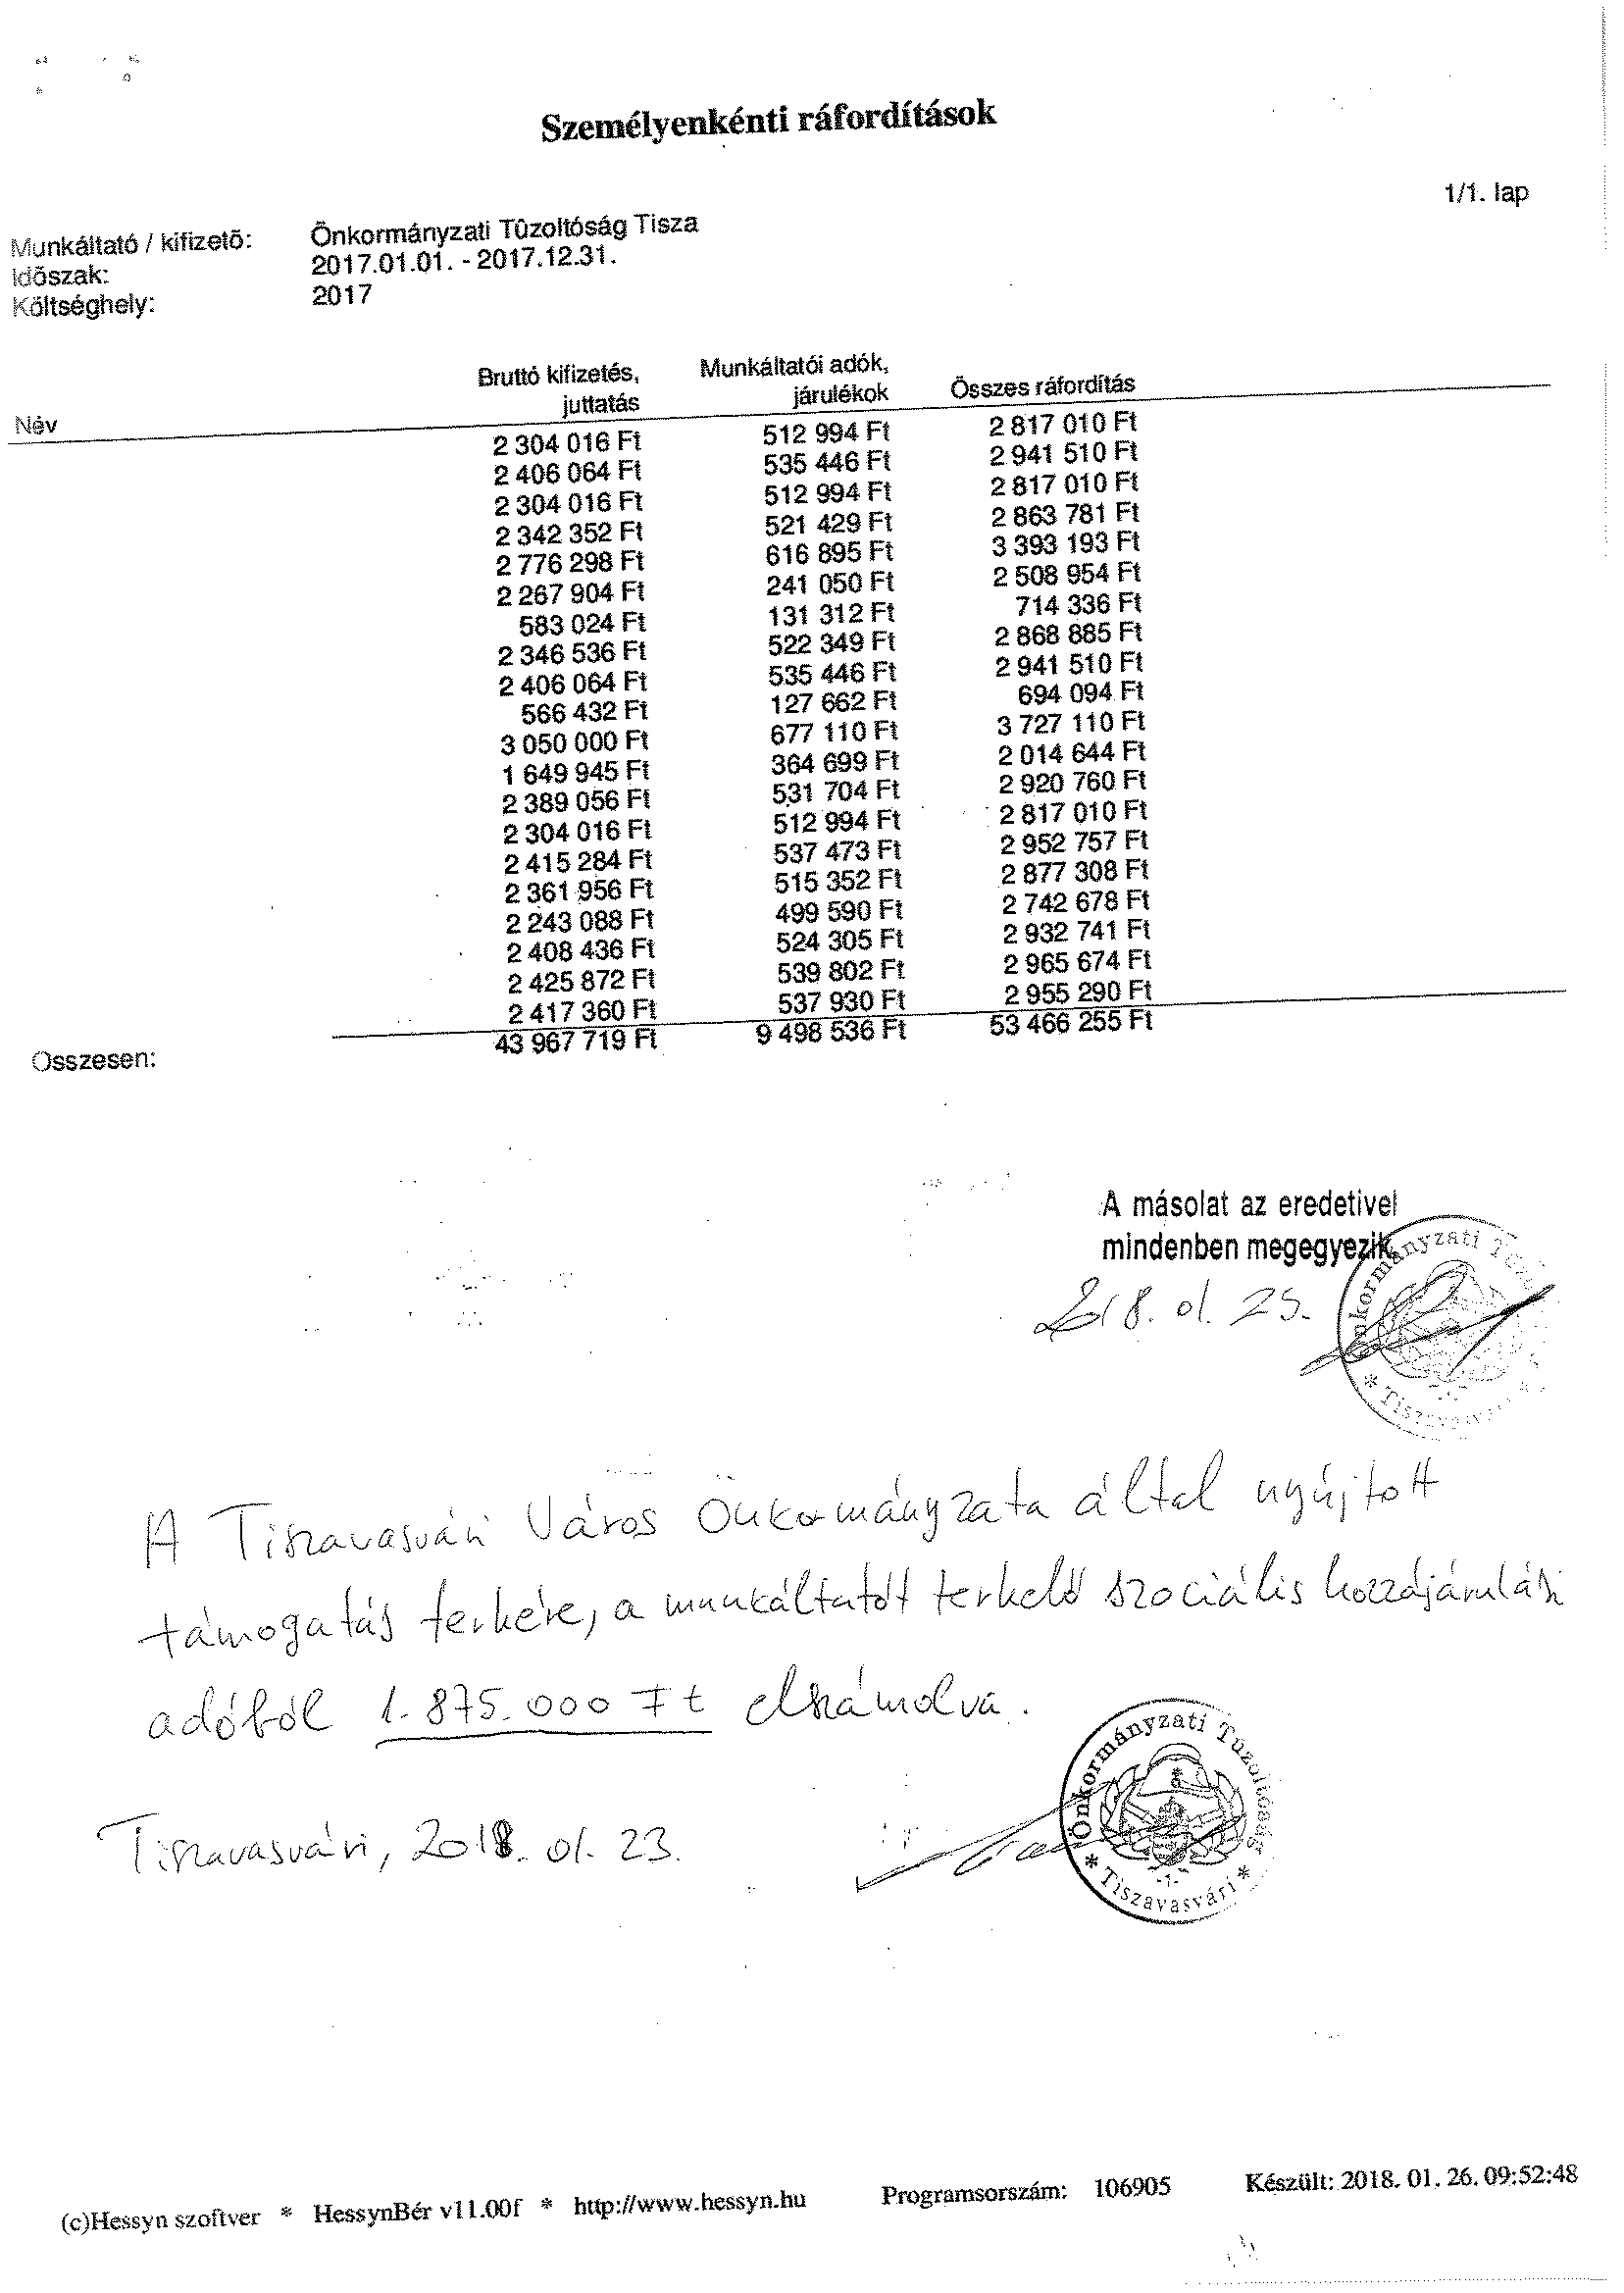 Személyenkénti ráfordítások
1/1. lap
Munkáltató / kifizetõ: Önkormányzati Tûzoltóság Tisza
Idõszak: 2017.01.01. - 2017.12.31.
Költséghely: 2017
Bruttó kifizetés, Munkáltatói adók,
Név juttatás járulékok Összes ráfordítás
2 304 016 Ft 512 994 Ft 2 817 010 Ft
2 406 064 Ft 535 446 Ft 2 941 510 Ft
2 304 016 Ft 512 994 Ft 2 817 010 Ft
2 342 352 Ft 521 429 Ft 2 863 781 Ft
2 776 298 Ft 616 895 Ft 3 393 193 Ft
2 267 904 Ft 241 050 Ft 2 508 954 Ft
583 024 Ft 131 312 Ft 714 336 Ft
2 346 536 Ft 522 349 Ft 2 868 885 Ft
2 406 064 Ft 535 446 Ft 2 941 510 Ft
566 432 Ft 127 662 Ft 694 094 Ft
3 050 000 Ft 677 110 Ft 3 727 110 Ft
1 649 945 Ft 364 699 Ft 2 014 644 Ft
2 389 056 Ft 531 704 Ft 2 920 760 Ft
2 304 016 Ft 512 994 Ft 2 817 010 Ft
2 415 284 Ft 537 473 Ft 2 952 757 Ft
2 361 956 Ft 515 352 Ft 2 877 308 Ft
2 243 088 Ft 499 590 Ft 2 742 678 Ft
2 408 436 Ft 524 305 Ft 2 932 741 Ft
2 425 872 Ft 539 802 Ft 2 965 674 Ft
2 417 360 Ft 537 930 Ft 2 955 290 Ft
Összesen: 43 967 719 Ft 9 498 536 Ft 53 466 255 Ft
A másolat az eredetivel
mindenben megegyezik.
2018. 01. 25.
A Tiszavasvári Város Önkormányzata által nyújtott
támogatás terhére, a munkáltatót terhelő szociális hozzájárulási
adóból 1.875.000 Ft elszámolva.
Önkormányzati Tűzoltóság
* Tiszavasvári *
-1-
Tiszavasvári, 2018. 01. 23.
(c)Hessyn szoftver * HessynBér v11.00f * http://www.hessyn.hu Programsorszám: 106905 Készült: 2018. 01. 26. 09:52:48